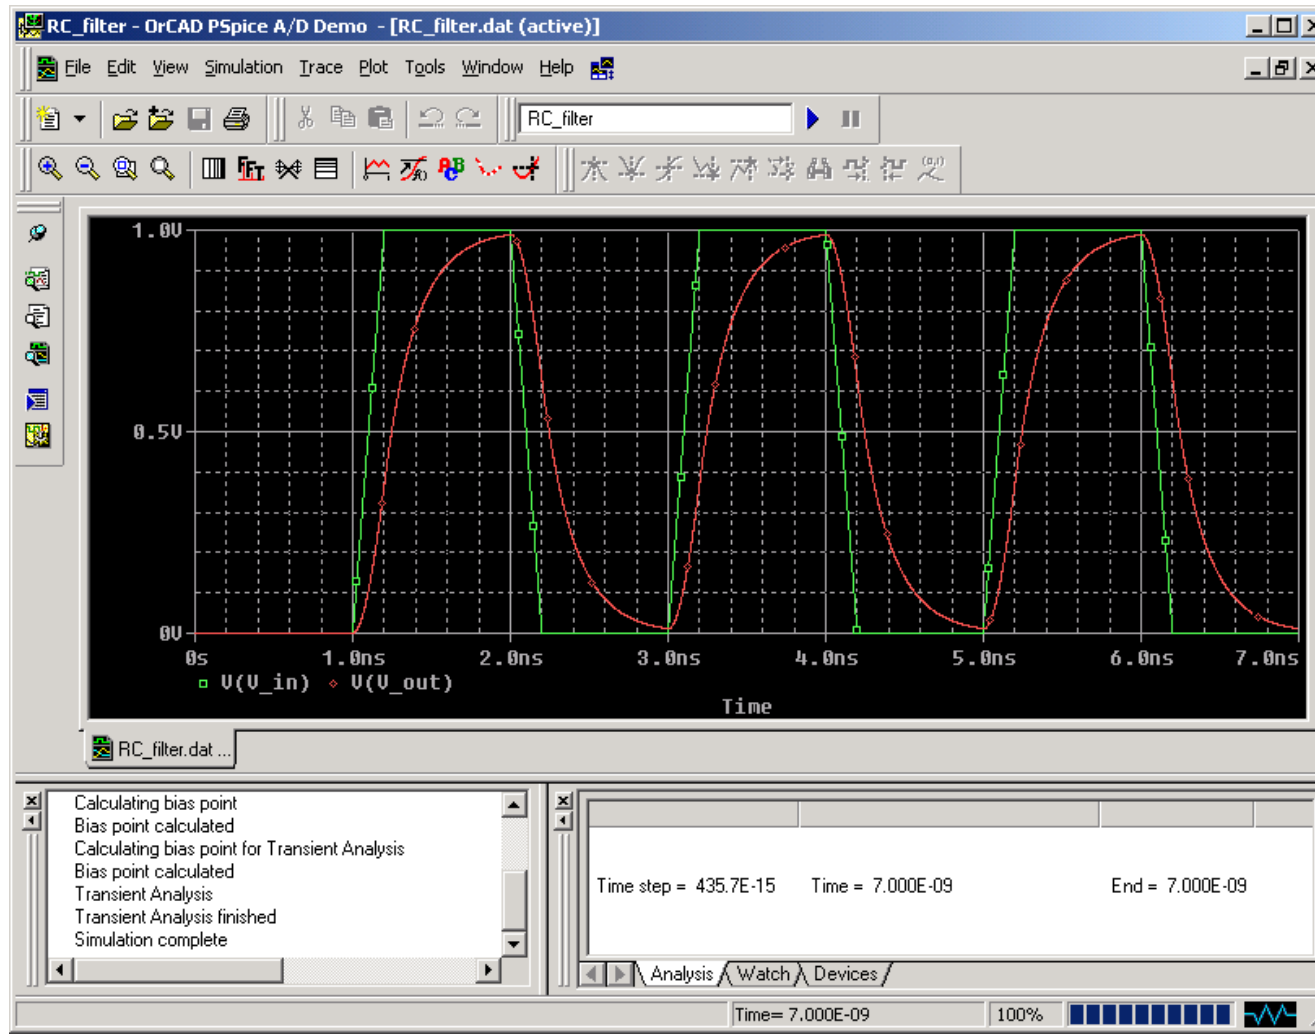 RC_filter - OrCAD PSpice A/D Demo - [RC_filter.dat (active)]
File Edit View Simulation Trace Plot Tools Window Help
RC_filter
FFT
ABC
1.0V
0.5V
0V
0s 1.0ns 2.0ns 3.0ns 4.0ns 5.0ns 6.0ns 7.0ns
V(V_in) V(V_out)
Time
RC_filter.dat ...
Calculating bias point
Bias point calculated
Calculating bias point for Transient Analysis
Bias point calculated
Transient Analysis
Transient Analysis finished
Simulation complete
Time step = 435.7E-15 Time = 7.000E-09 End = 7.000E-09
Analysis Watch Devices
Time= 7.000E-09 100%